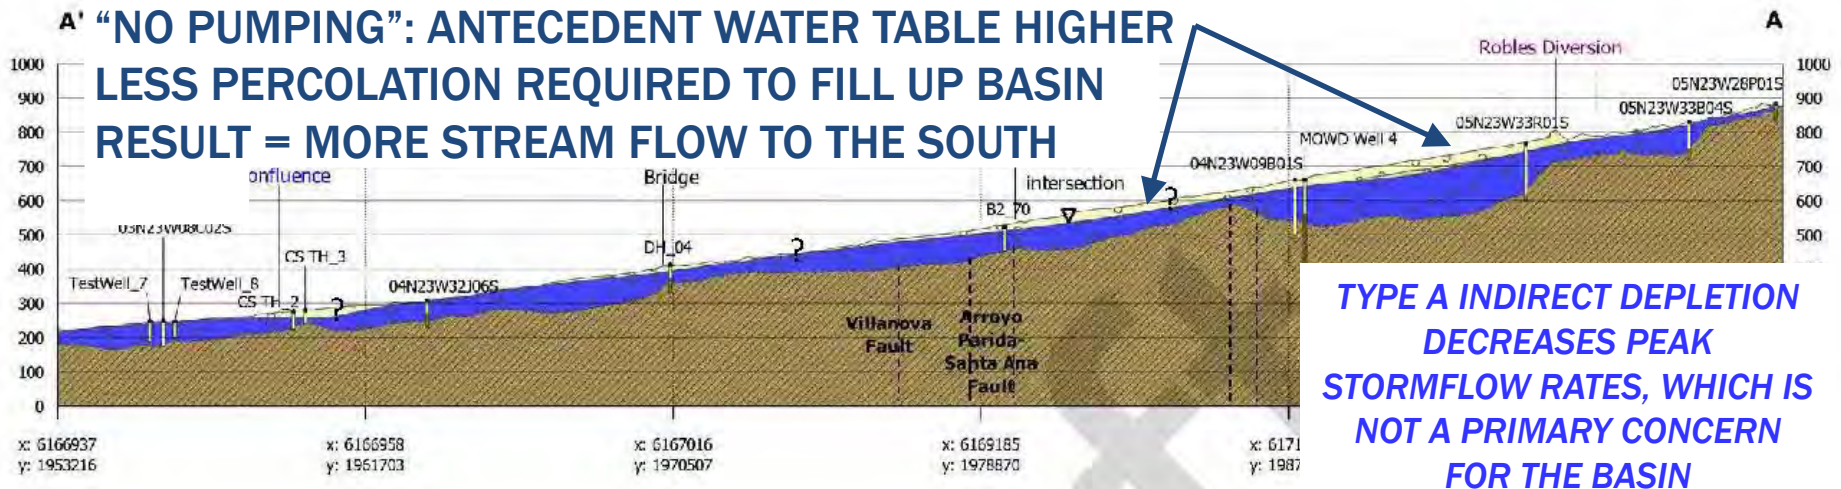 A' "NO PUMPING": ANTECEDENT WATER TABLE HIGHER
LESS PERCOLATION REQUIRED TO FILL UP BASIN
RESULT = MORE STREAM FLOW TO THE SOUTH
A
Robles Diversion
1000
900
800
700
600
500
400
300
200
100
0
1000
900
800
700
600
500
05N23W28P01S
05N23W33B04S
05N23W33R01S
MOWD Well 4
04N23W09B01S
onfluence
Bridge
intersection
B2_70
?
03N23W08C02S
DH_04
?
CS TH_3
TestWell_7
TestWell_8
CS TH_2
?
04N23W32J06S
Villanova
Fault
Arroyo
Parida-
Santa Ana
Fault
TYPE A INDIRECT DEPLETION
DECREASES PEAK
STORMFLOW RATES, WHICH IS
NOT A PRIMARY CONCERN
FOR THE BASIN
x: 6166937
y: 1953216
x: 6166958
y: 1961703
x: 6167016
y: 1970507
x: 6169185
y: 1978870
x: 6171
y: 1987